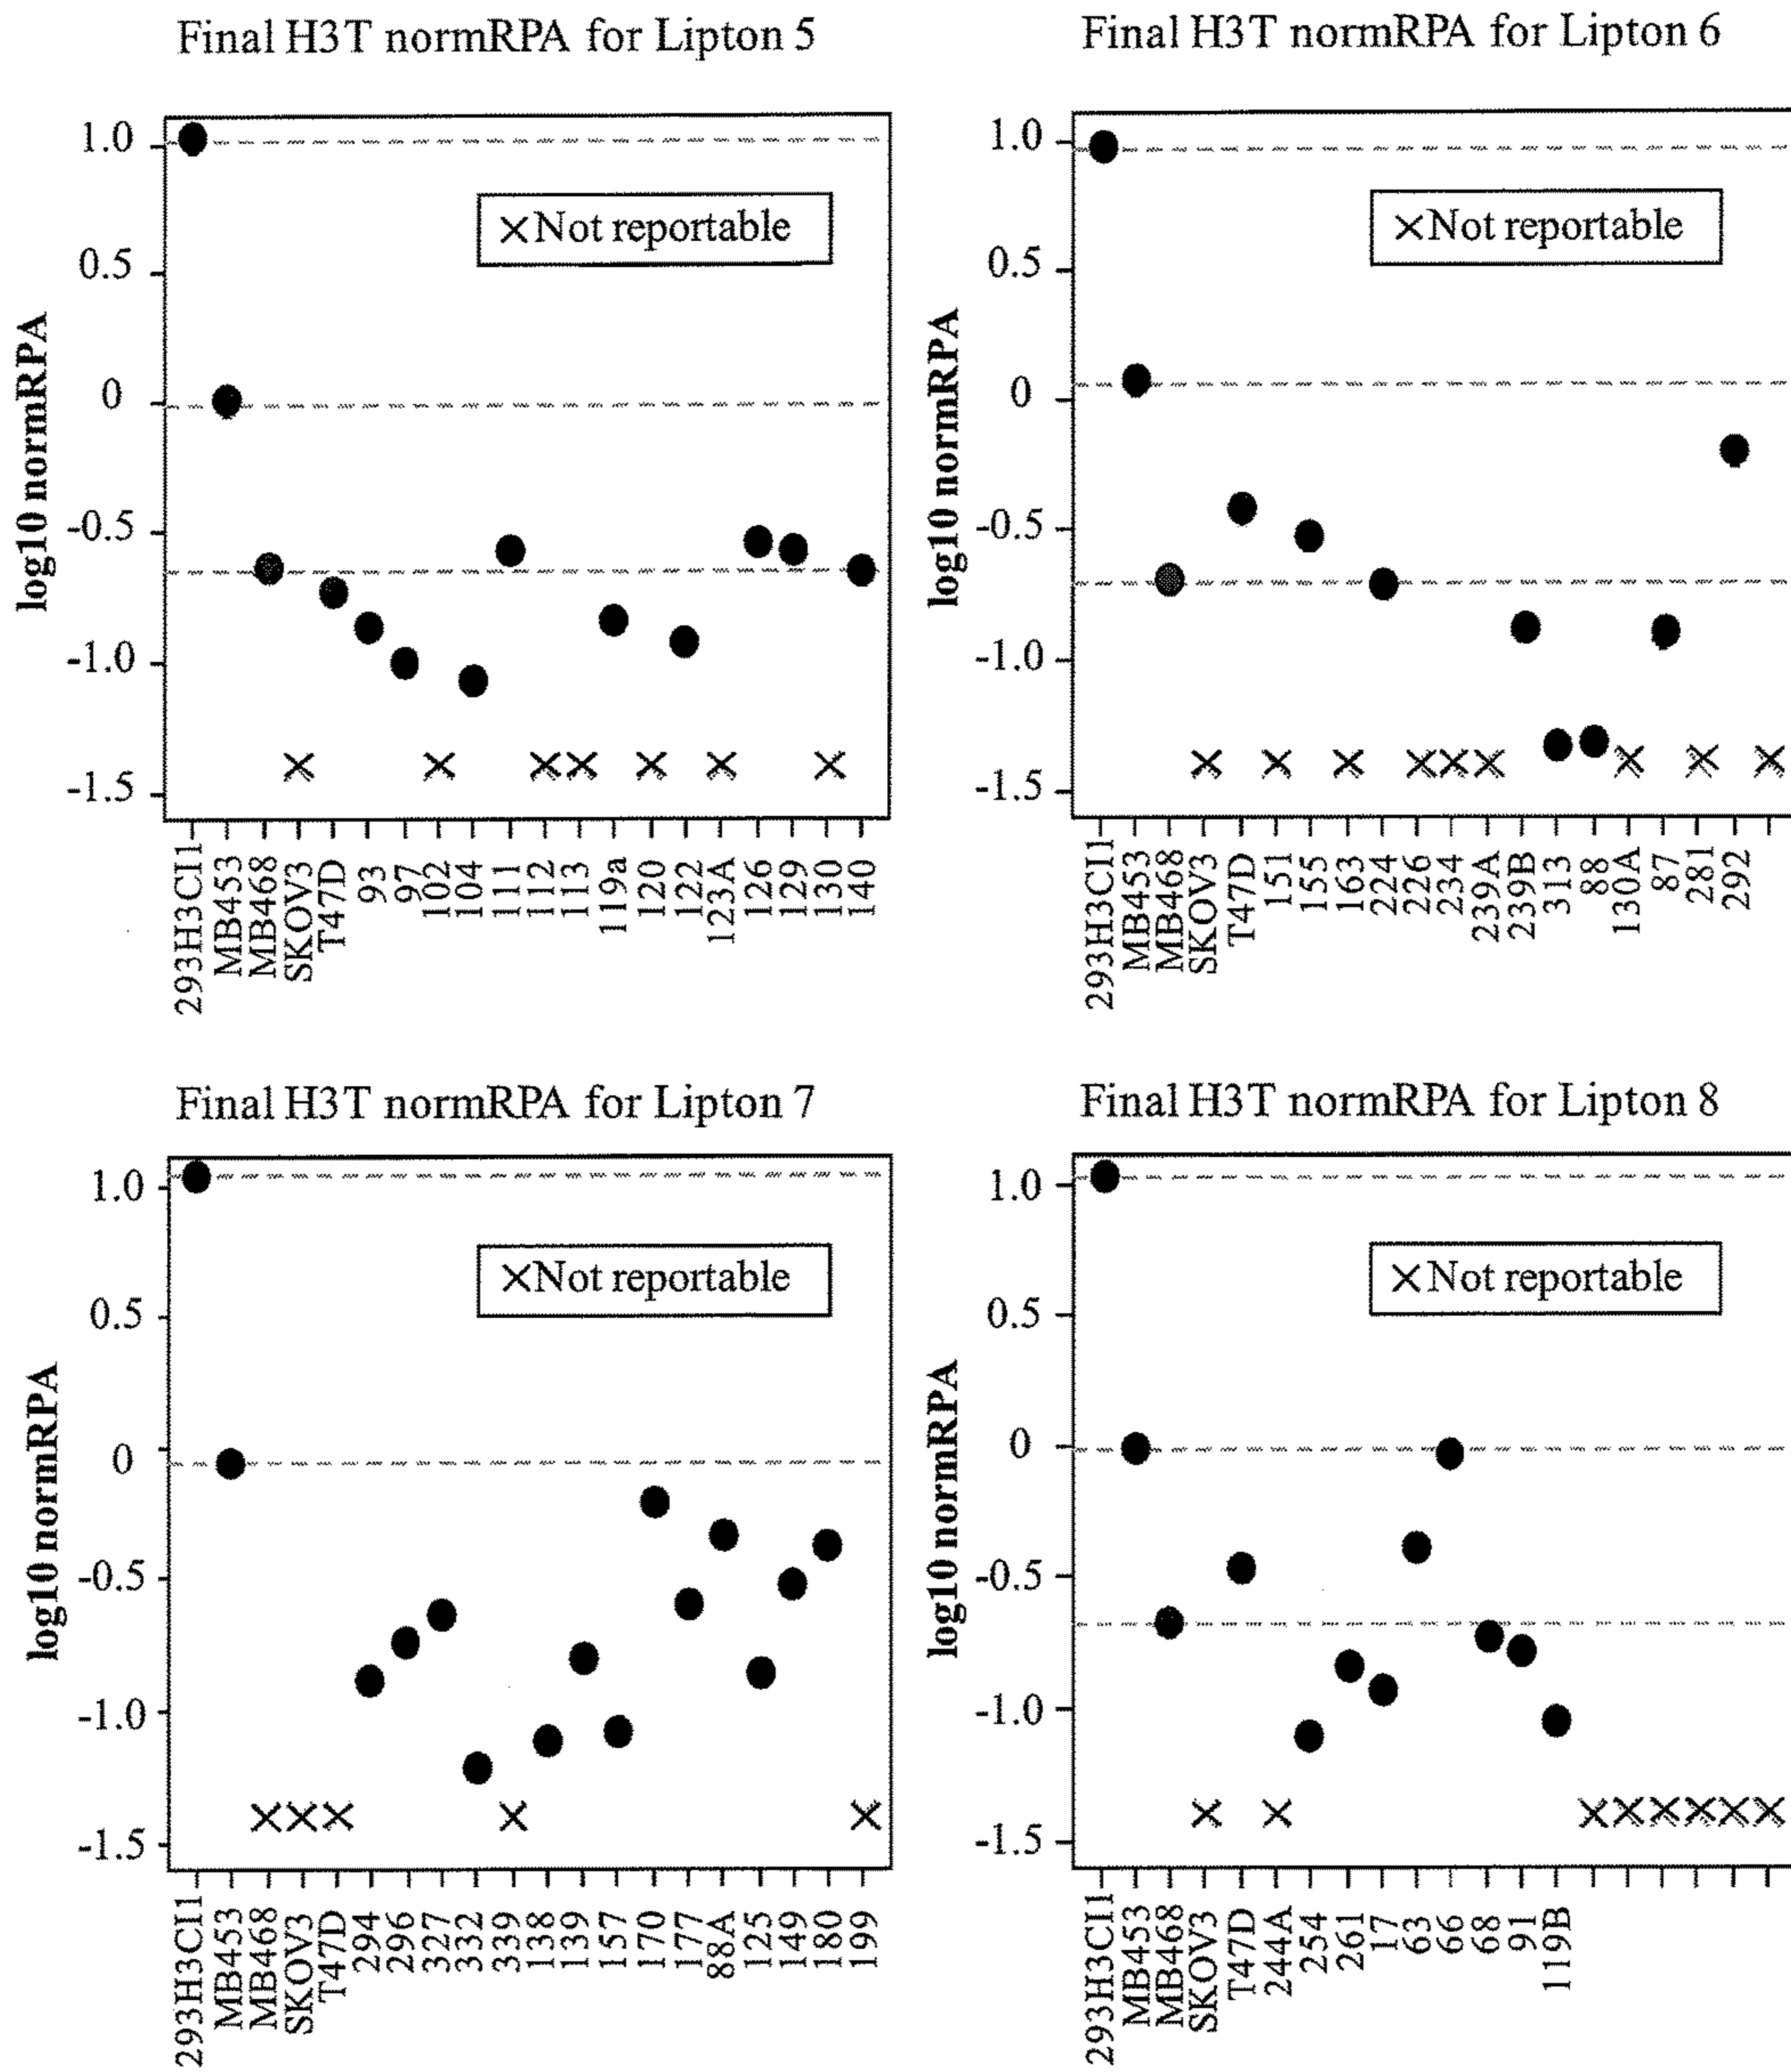 Final H3T normRPA for Lipton 5
log10 normRPA
1.0
0.5
0
-0.5
-1.0
-1.5
×Not reportable
293H3CI1
MB453
MB468
SKOV3
T47D
93
97
102
104
111
112
113
119a
120
122
123A
126
129
130
140
Final H3T normRPA for Lipton 6
log10 normRPA
1.0
0.5
0
-0.5
-1.0
-1.5
×Not reportable
293H3CI1
MB453
MB468
SKOV3
T47D
151
155
163
224
226
234
239A
239B
313
88
130A
87
281
292
Final H3T normRPA for Lipton 7
log10 normRPA
1.0
0.5
0
-0.5
-1.0
-1.5
×Not reportable
293H3CI1
MB453
MB468
SKOV3
T47D
294
296
327
332
339
138
139
157
170
177
88A
125
149
180
199
Final H3T normRPA for Lipton 8
log10 normRPA
1.0
0.5
0
-0.5
-1.0
-1.5
×Not reportable
293H3CI1
MB453
MB468
SKOV3
T47D
244A
254
261
17
63
66
68
91
119B